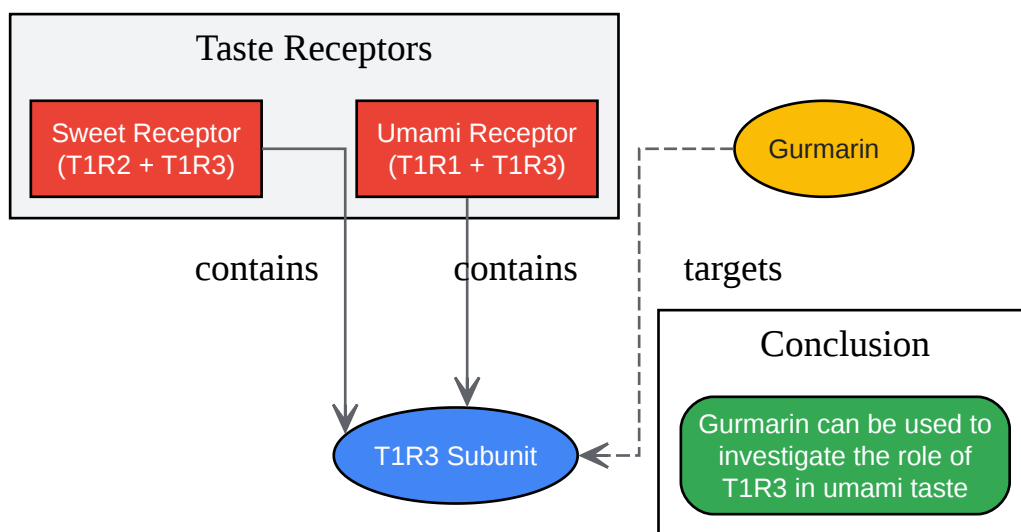 Taste Receptors
Sweet Receptor
(T1R2 + T1R3)
Umami Receptor
(T1R1 + T1R3)
Gurmarin
contains
contains
targets
Conclusion
Gurmarin can be used to
investigate the role of
T1R3 in umami taste
T1R3 Subunit